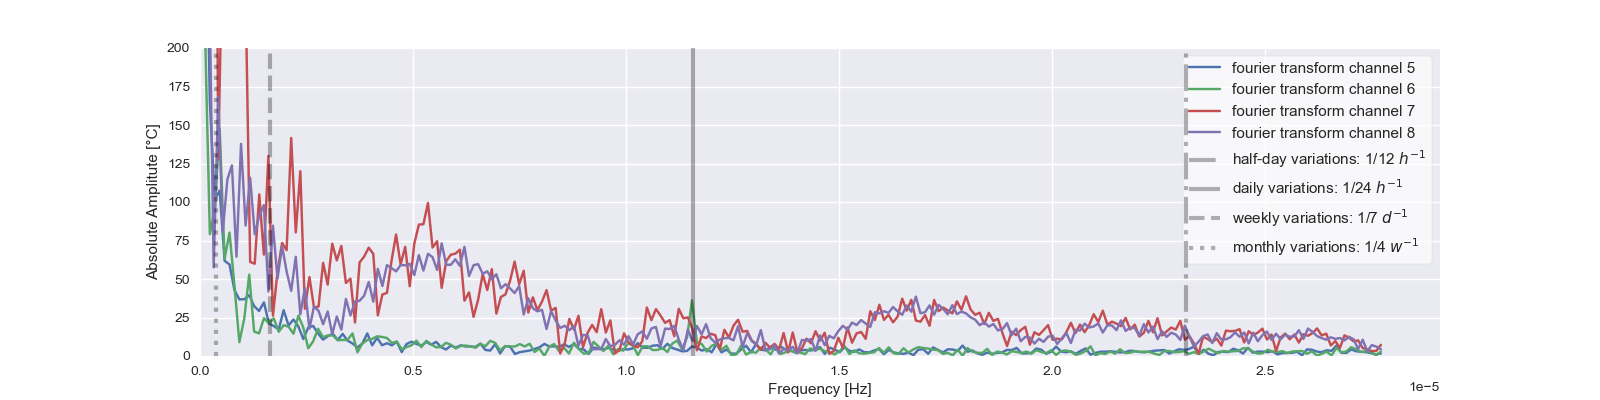 200
175
150
125
100
75
50
25
0
Absolute Amplitude [°C]
0.0
0.5
1.0
1.5
2.0
2.5
1e−5
Frequency [Hz]
fourier transform channel 5
fourier transform channel 6
fourier transform channel 7
fourier transform channel 8
half-day variations: 1/12 h⁻¹
daily variations: 1/24 h⁻¹
weekly variations: 1/7 d⁻¹
monthly variations: 1/4 w⁻¹